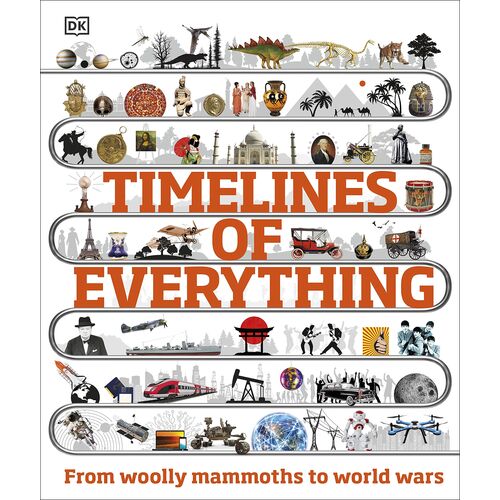 DK
TIMELINES
OF
EVERYTHING
From woolly mammoths to world wars